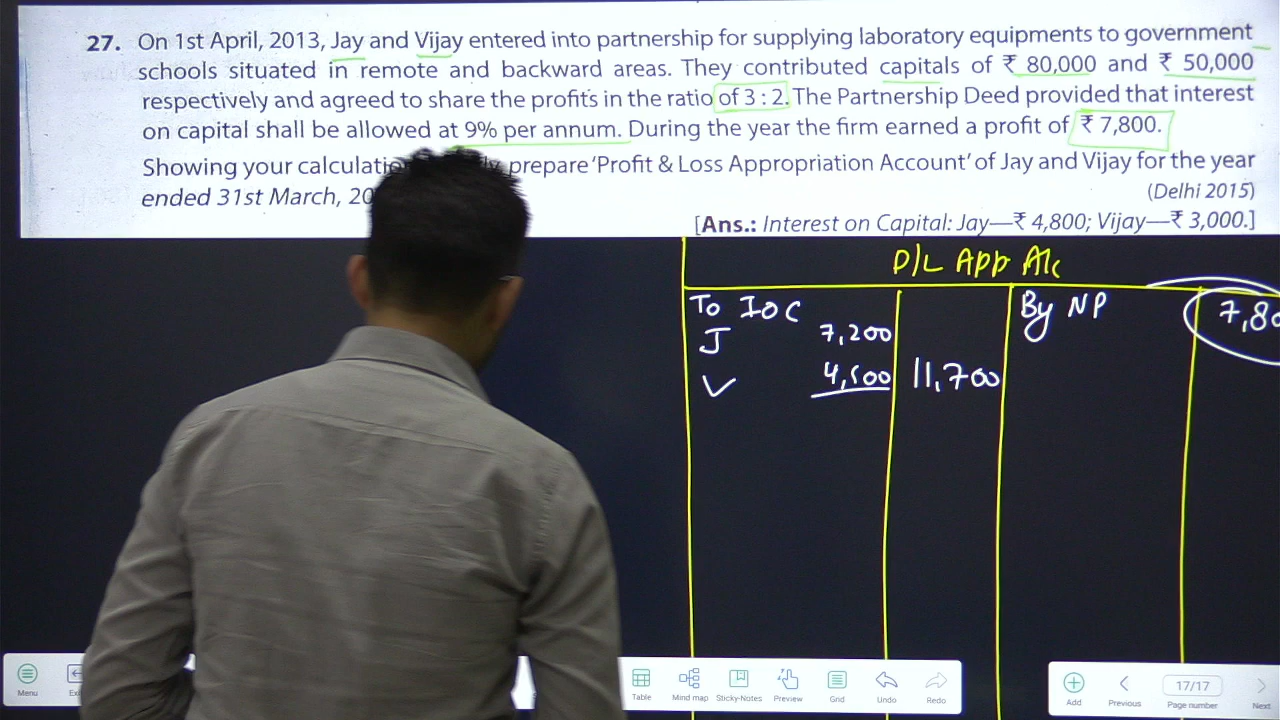 27. On 1st April, 2013, Jay and Vijay entered into partnership for supplying laboratory equipments to government
schools situated in remote and backward areas. They contributed capitals of ₹ 80,000 and ₹ 50,000
respectively and agreed to share the profits in the ratio of 3 : 2. The Partnership Deed provided that interest
on capital shall be allowed at 9% per annum. During the year the firm earned a profit of ₹ 7,800.
Showing your prepare 'Profit & Loss Appropriation Account' of Jay and Vijay for the year
ended 31st March, (Delhi 2015)
[Ans.: Interest on Capital: Jay—₹ 4,800; Vijay—₹ 3,000.]
P/L App A/c
To IOC By NP
J 7,200
V 4,500 11,700
Menu
Table Mind map Sticky-Notes Preview Grid Undo Redo
17/17
Add Previous Page number Next